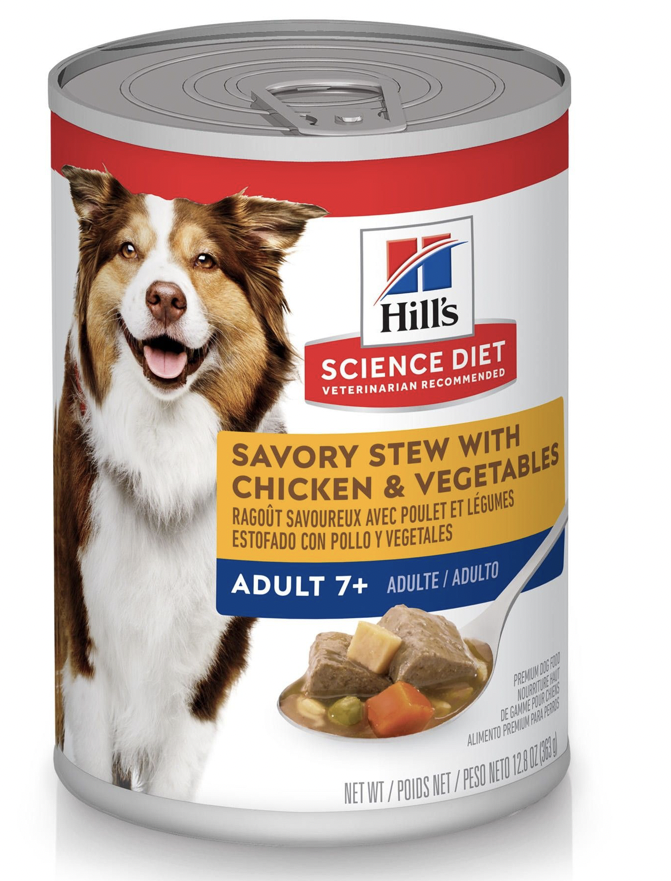 Hill's
SCIENCE DIET
VETERINARIAN RECOMMENDED
SAVORY STEW WITH
CHICKEN & VEGETABLES
RAGOÛT SAVOUREUX AVEC POULET ET LÉGUMES
ESTOFADO CON POLLO Y VEGETALES
ADULT 7+ ADULTE / ADULTO
PREMIUM DOG FOOD
NOURRITURE HAUT
DE GAMME POUR CHIENS
ALIMENTO PREMIUM PARA PERROS
NET WT / POIDS NET / PESO NETO 12.8 OZ (363 g)